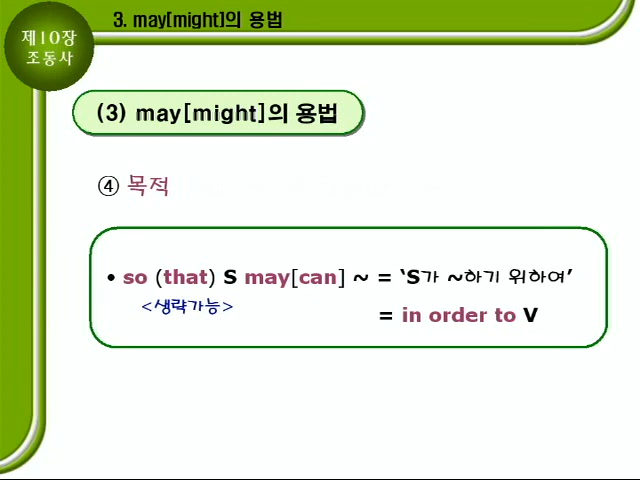 3. may[might]의 용법
제10장
조동사
(3) may[might]의 용법
④ 목적
• so (that) S may[can] ~ = ‘S가 ~하기 위하여’
<생략가능>
= in order to V